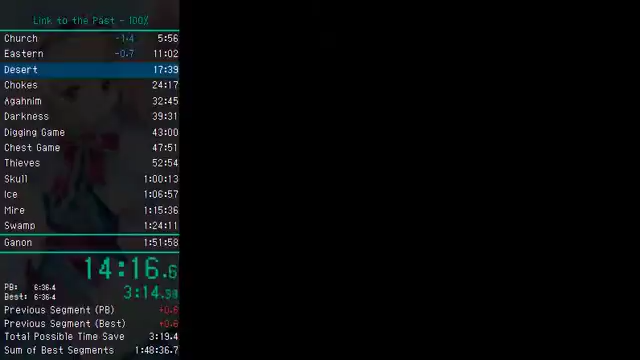 Link to the Past - 100%
Church -1.4 5:56
Eastern -0.7 11:02
Desert 17:39
Chokes 24:17
Agahnim 32:45
Darkness 39:31
Digging Game 43:00
Chest Game 47:51
Thieves 52:54
Skull 1:00:13
Ice 1:06:57
Mire 1:15:36
Swamp 1:24:11
Ganon 1:51:58
14:16.6
PB: 6:36.4
Best: 6:36.4
3:14.98
Previous Segment (PB) +0.6
Previous Segment (Best) +0.6
Total Possible Time Save 3:19.4
Sum of Best Segments 1:48:36.7